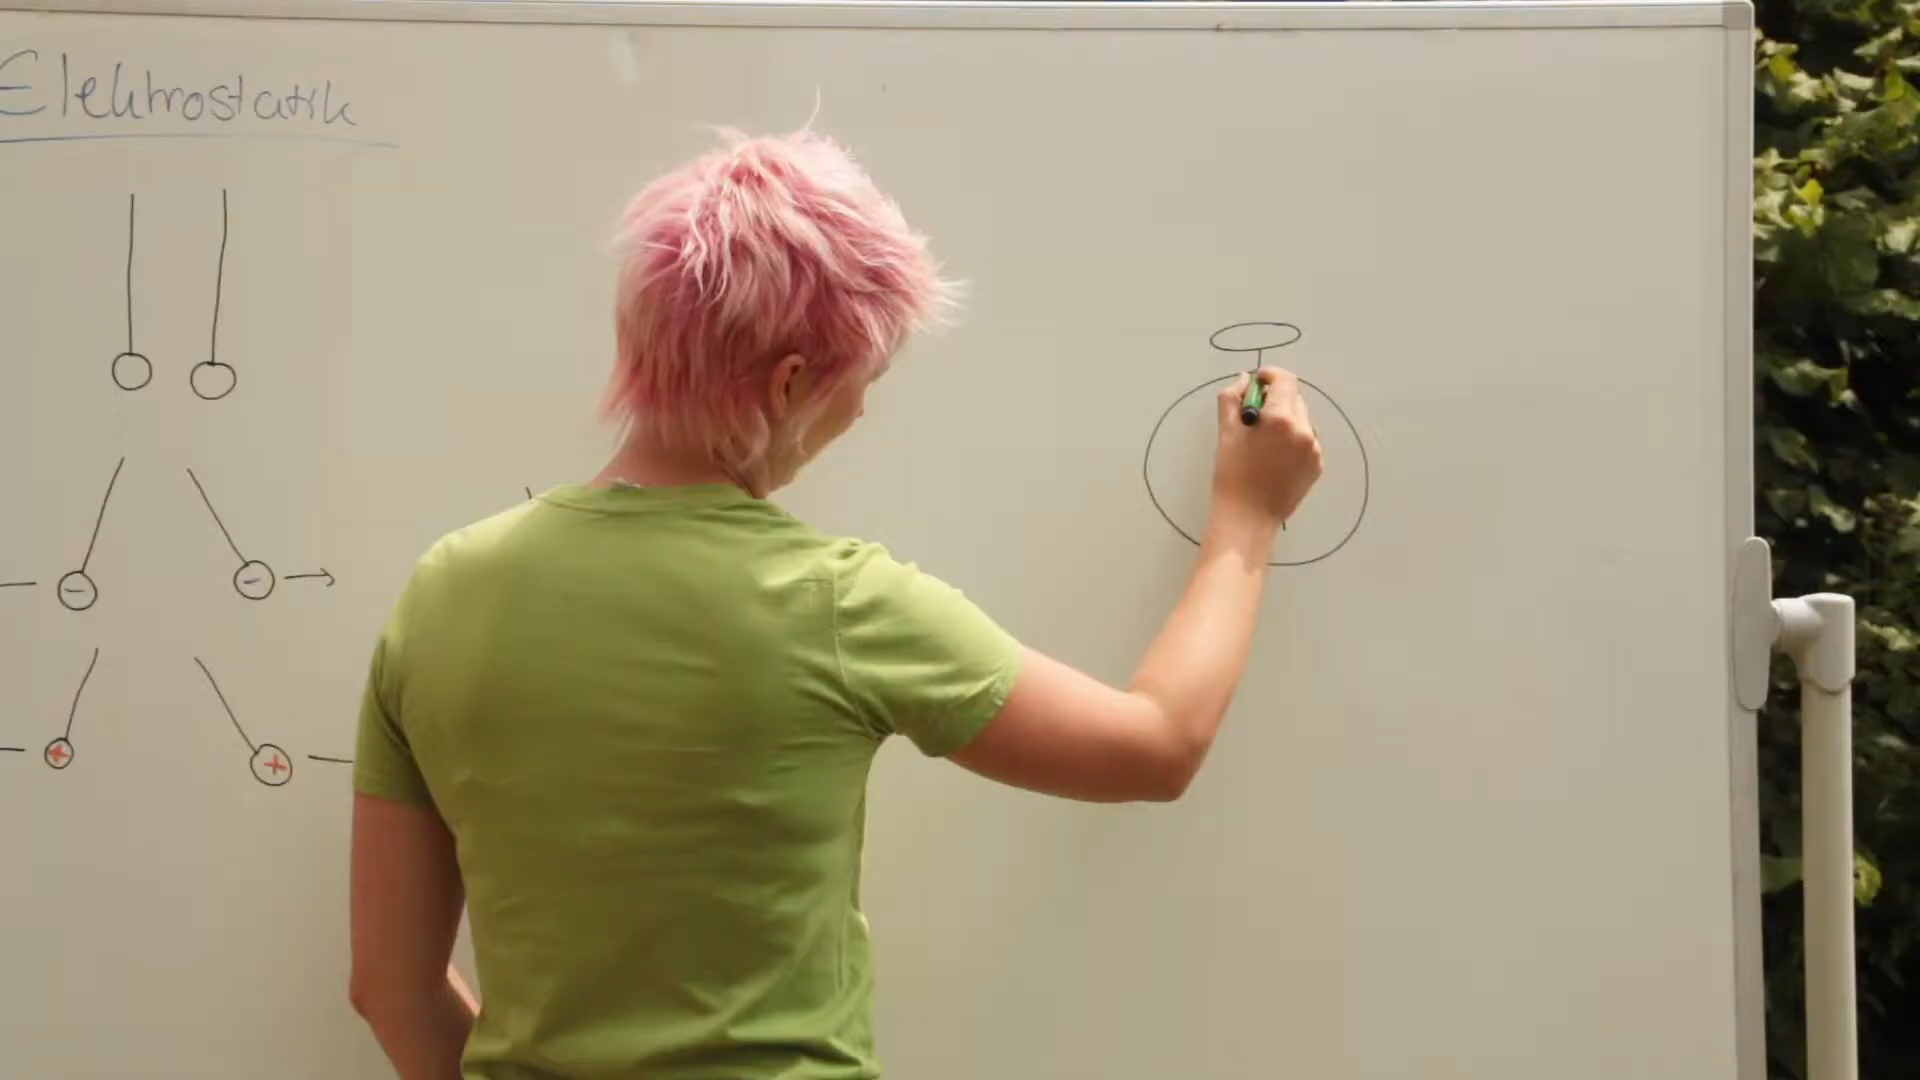 Elektrostatik
-
-
+
+